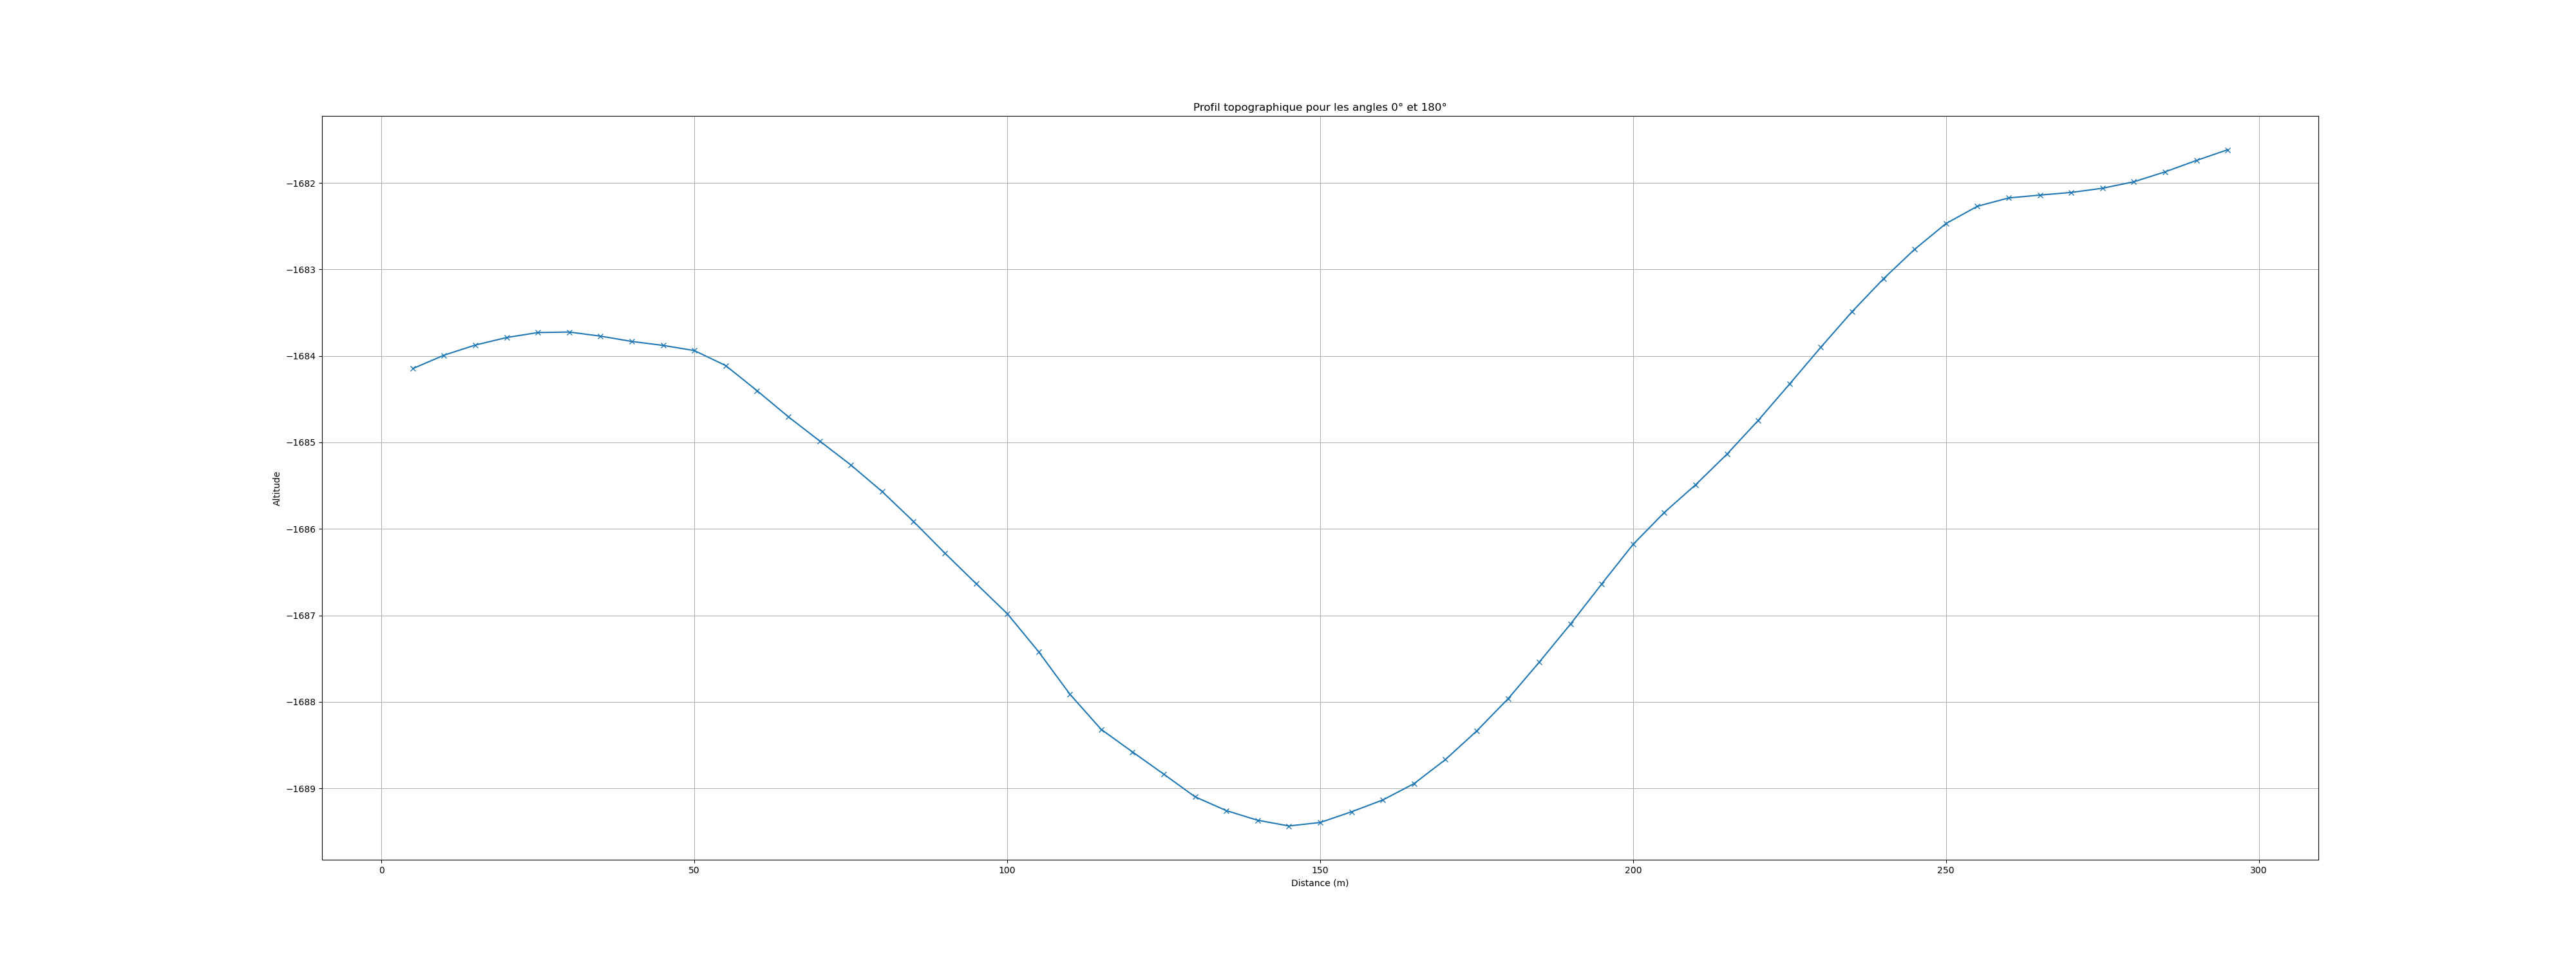 Profil topographique pour les angles 0° et 180°
−1682
−1683
−1684
−1685
−1686
−1687
−1688
−1689
Altitude
0 50 100 150 200 250 300
Distance (m)